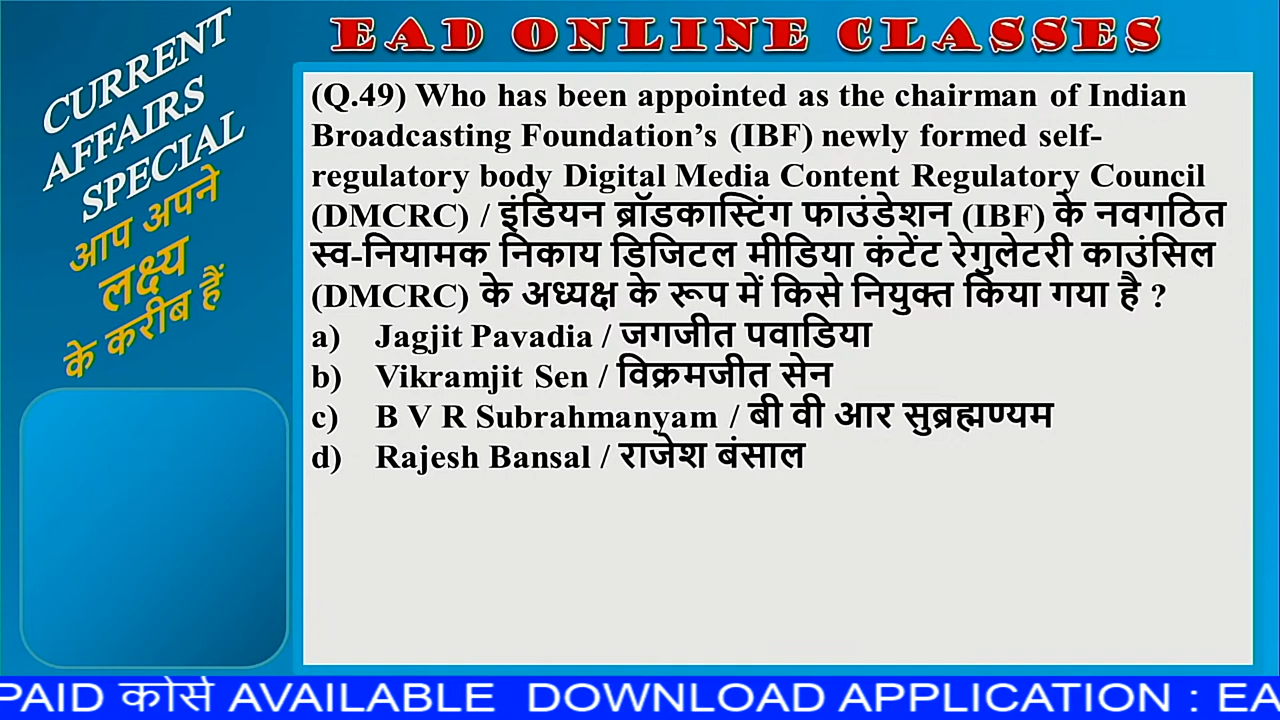 EAD ONLINE CLASSES
CURRENT
AFFAIRS
SPECIAL
आप अपने
लक्ष्य
के करीब हैं
(Q.49) Who has been appointed as the chairman of Indian
Broadcasting Foundation’s (IBF) newly formed self-
regulatory body Digital Media Content Regulatory Council
(DMCRC) / इंडियन ब्रॉडकास्टिंग फाउंडेशन (IBF) के नवगठित
स्व-नियामक निकाय डिजिटल मीडिया कंटेंट रेगुलेटरी काउंसिल
(DMCRC) के अध्यक्ष के रूप में किसे नियुक्त किया गया है ?
a) Jagjit Pavadia / जगजीत पवाडिया
b) Vikramjit Sen / विक्रमजीत सेन
c) B V R Subrahmanyam / बी वी आर सुब्रह्मण्यम
d) Rajesh Bansal / राजेश बंसाल
PAID कोर्स AVAILABLE DOWNLOAD APPLICATION : EA